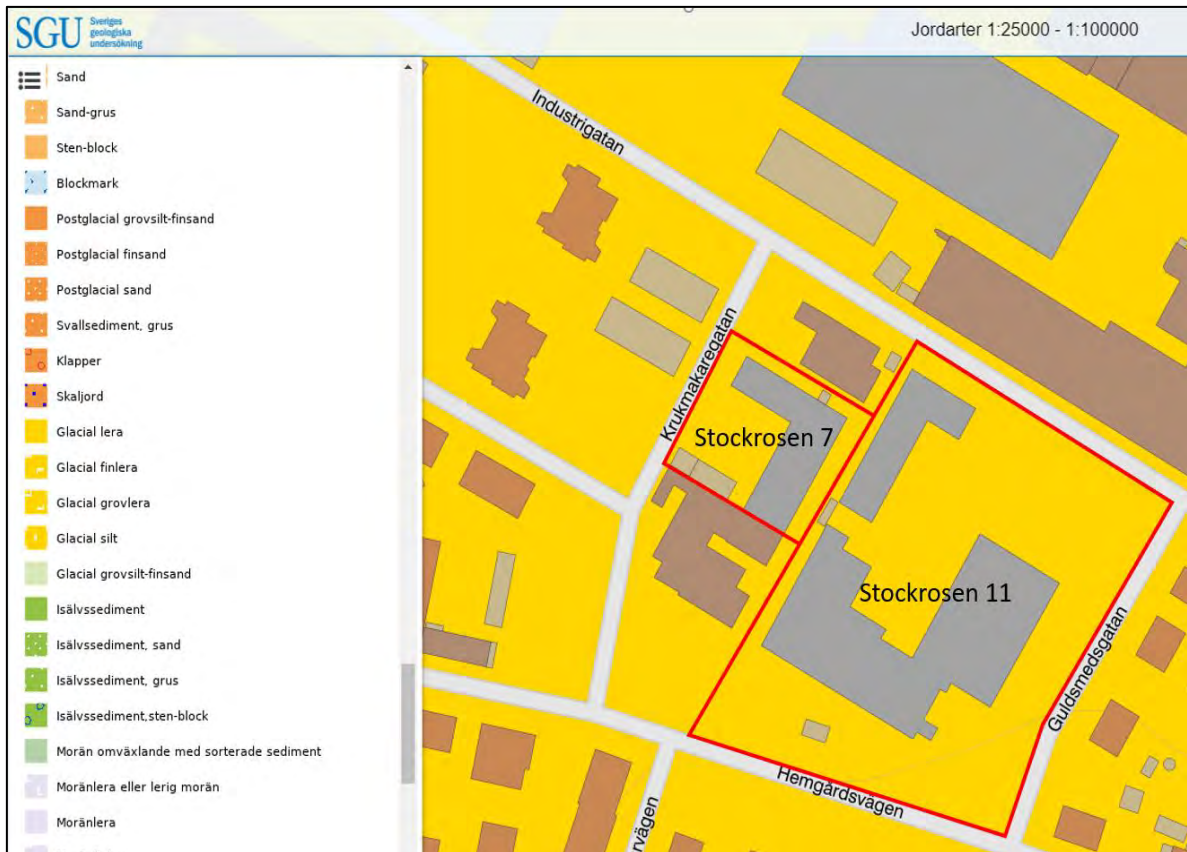 SGU Sveriges
geologiska
undersökning
Jordarter 1:25000 - 1:100000
Sand
Sand-grus
Sten-block
Blockmark
Postglacial grovsilt-finsand
Postglacial finsand
Postglacial sand
Svallsediment, grus
Klapper
Skaljord
Glacial lera
Glacial finlera
Glacial grovlera
Glacial silt
Glacial grovsilt-finsand
Isälvssediment
Isälvssediment, sand
Isälvssediment, grus
Isälvssediment,sten-block
Morän omväxlande med sorterade sediment
Moränlera eller lerig morän
Moränlera
Industrigatan
Krukmakaregatan
Stockrosen 7
Stockrosen 11
Guldsmedsgatan
Hemgårdsvägen
rvägen